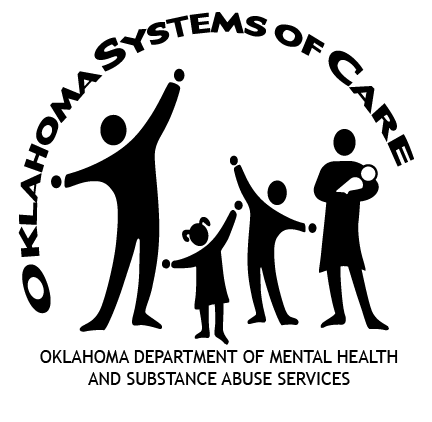 OKLAHOMA SYSTEMS OF CARE
OKLAHOMA DEPARTMENT OF MENTAL HEALTH
AND SUBSTANCE ABUSE SERVICES